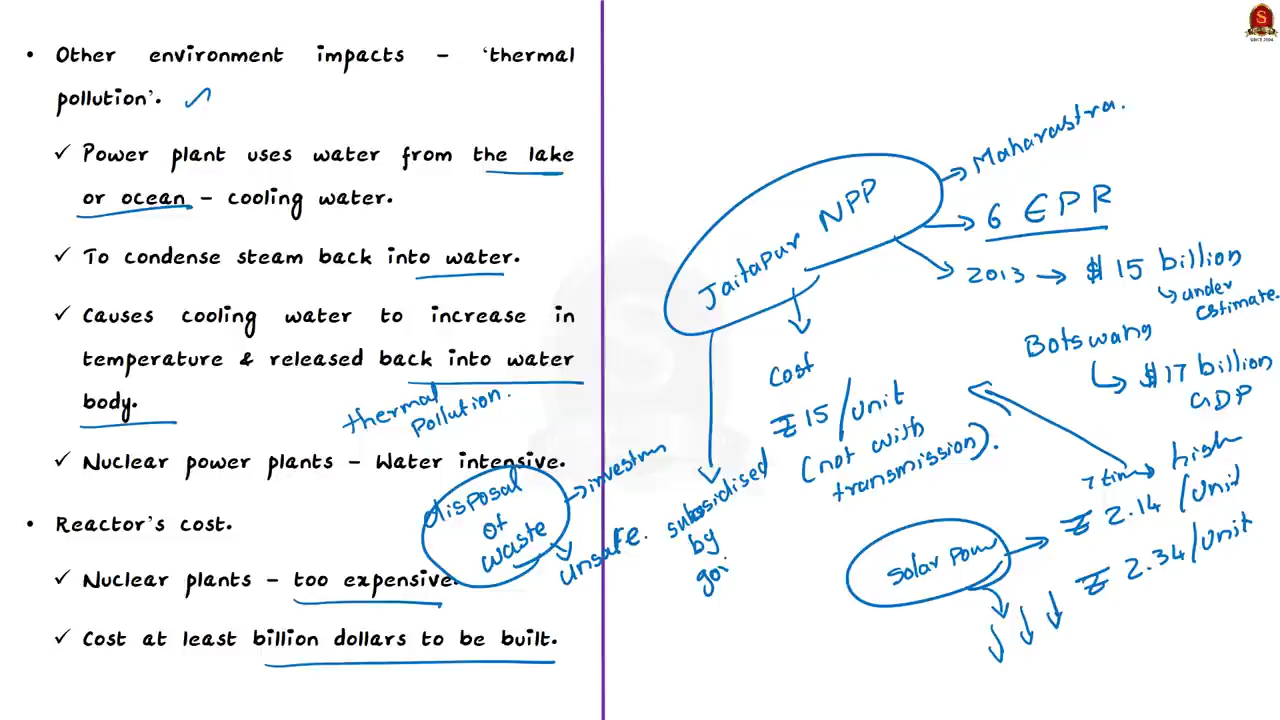 • Other environment impacts – ‘thermal
pollution’.
✓ Power plant uses water from the lake
or ocean – cooling water.
✓ To condense steam back into water.
✓ Causes cooling water to increase in
temperature & released back into water
body.
thermal
pollution.
✓ Nuclear power plants – Water intensive.
• Reactor’s cost.
✓ Nuclear plants – too expensive.
✓ Cost at least billion dollars to be built.
disposal
of
waste
→ investm
unsafe.
Jaitapur NPP
→ Maharastra.
→ 6 EPR
2013 → $ 15 billion
↳ under
estimate.
Botswana
↳ $17 billion
GDP
Cost
₹15/unit
(not with
transmission).
subsidised
by
7 times high
Solar Power
→ ₹ 2.14 /unit
₹ 2.34/unit
↓ ↓ ↓
S
SINCE 2004